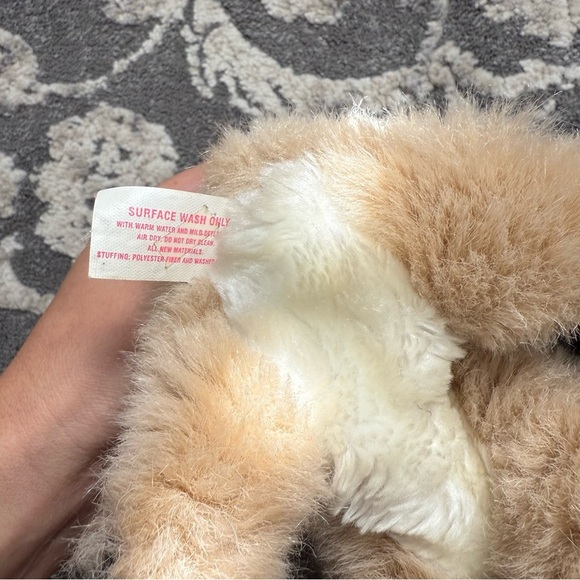 SURFACE WASH ONLY
WITH WARM WATER AND MILD
AIR DRY. DO NOT DRY CLEAN.
ALL NEW MATERIALS.
STUFFING: POLYESTER FIBER AND